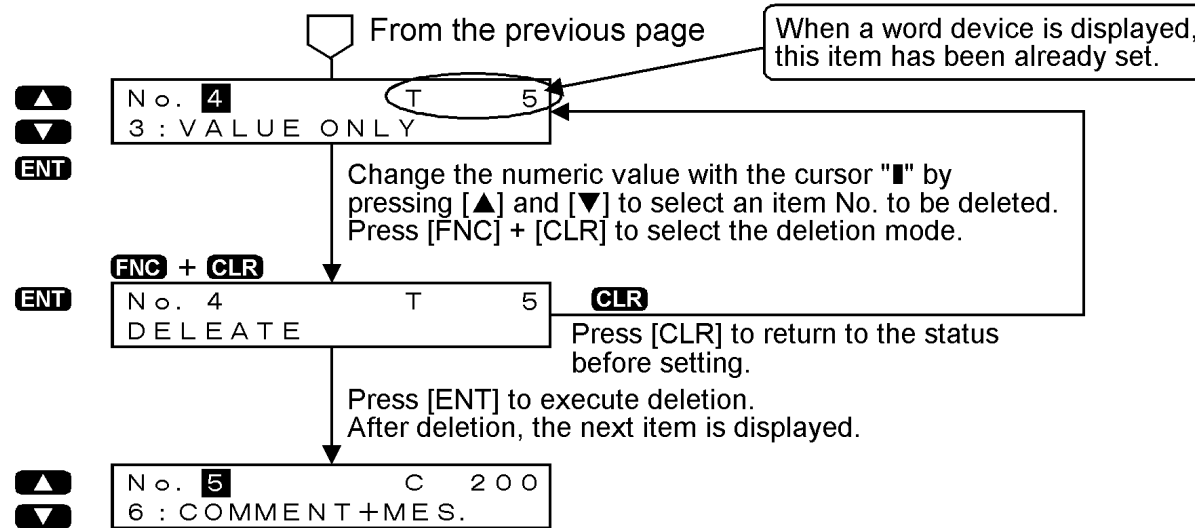 From the previous page
When a word device is displayed,
this item has been already set.
No. 4 T 5
3:VALUE ONLY
ENT
Change the numeric value with the cursor "▮" by
pressing [▲] and [▼] to select an item No. to be deleted.
Press [FNC] + [CLR] to select the deletion mode.
FNC + CLR
ENT
No. 4 T 5
DELEATE
CLR
Press [CLR] to return to the status
before setting.
Press [ENT] to execute deletion.
After deletion, the next item is displayed.
No. 5 C 200
6:COMMENT+MES.